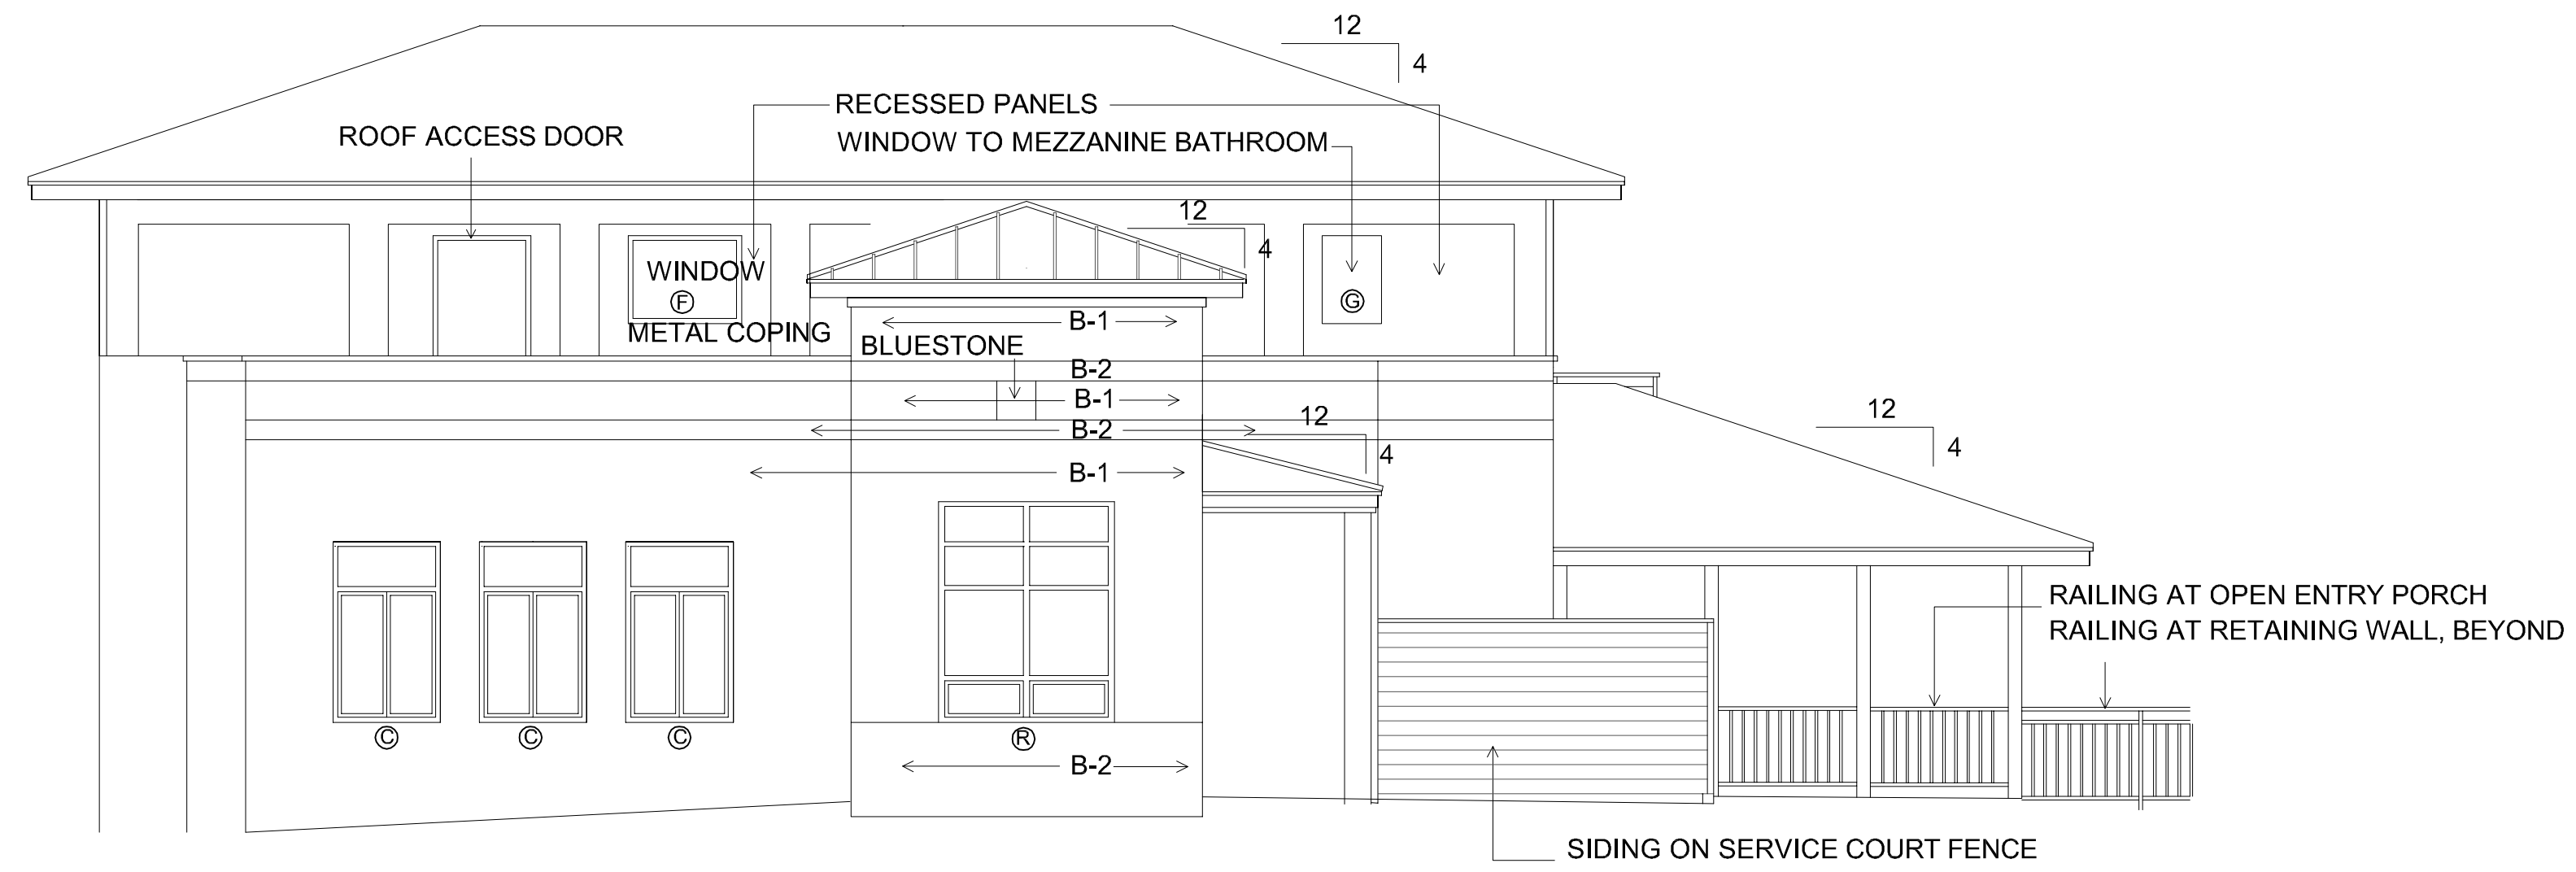 12
4
RECESSED PANELS
ROOF ACCESS DOOR
WINDOW TO MEZZANINE BATHROOM
12
4
WINDOW
F
G
METAL COPING
B-1
BLUESTONE
B-2
B-1
12
4
B-2
12
4
B-1
RAILING AT OPEN ENTRY PORCH
RAILING AT RETAINING WALL, BEYOND
C
C
C
R
B-2
SIDING ON SERVICE COURT FENCE